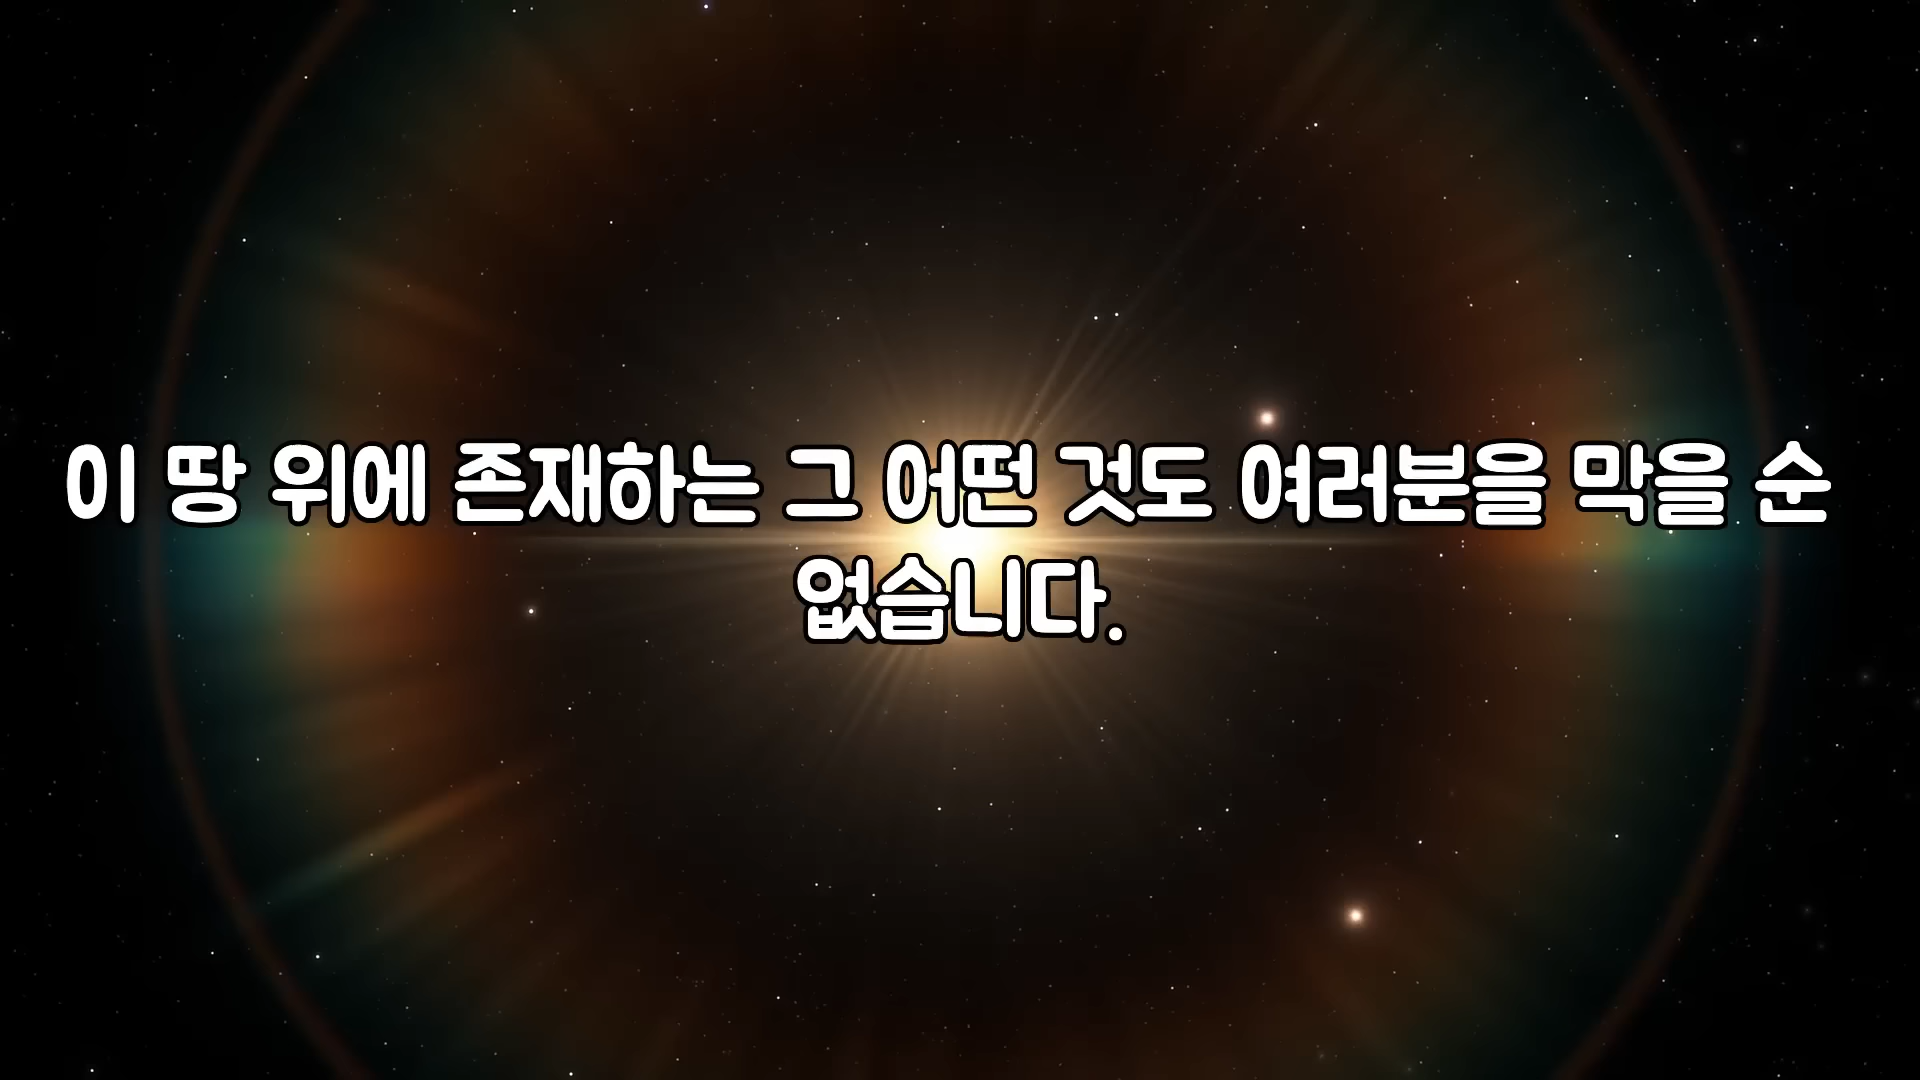 이 땅 위에 존재하는 그 어떤 것도 여러분을 막을 순
없습니다.